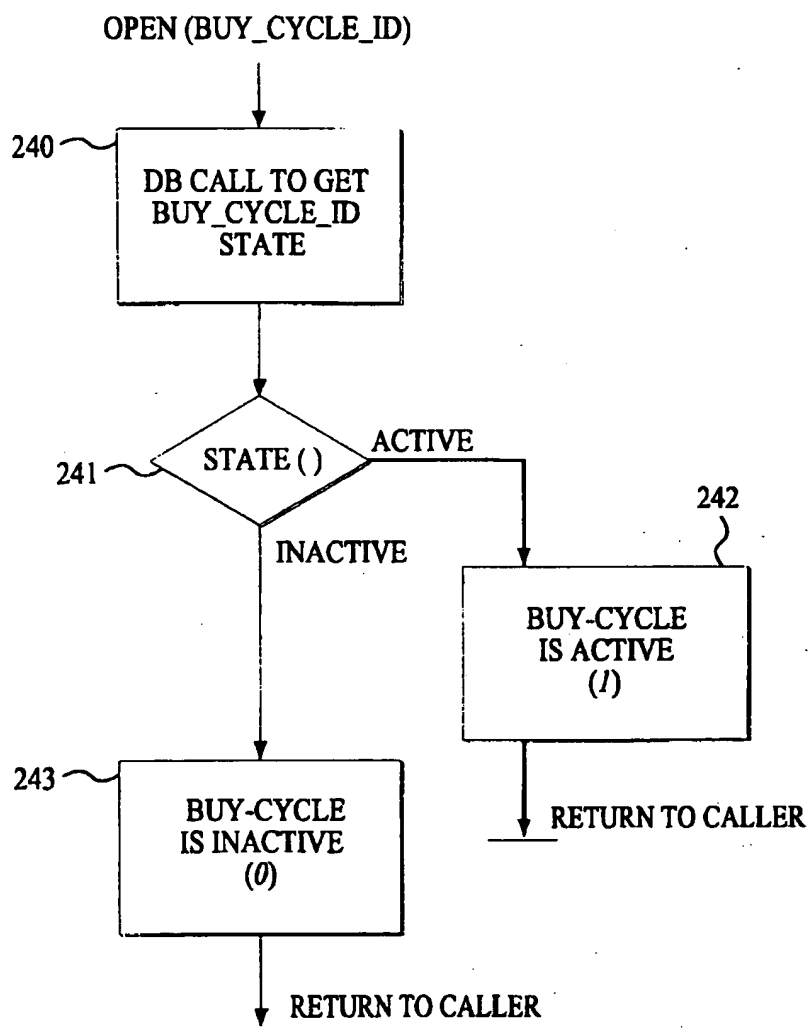 OPEN (BUY_CYCLE_ID)
240
DB CALL TO GET
BUY_CYCLE_ID
STATE
241
STATE ( )
ACTIVE
INACTIVE
242
BUY-CYCLE
IS ACTIVE
(1)
RETURN TO CALLER
243
BUY-CYCLE
IS INACTIVE
(0)
RETURN TO CALLER